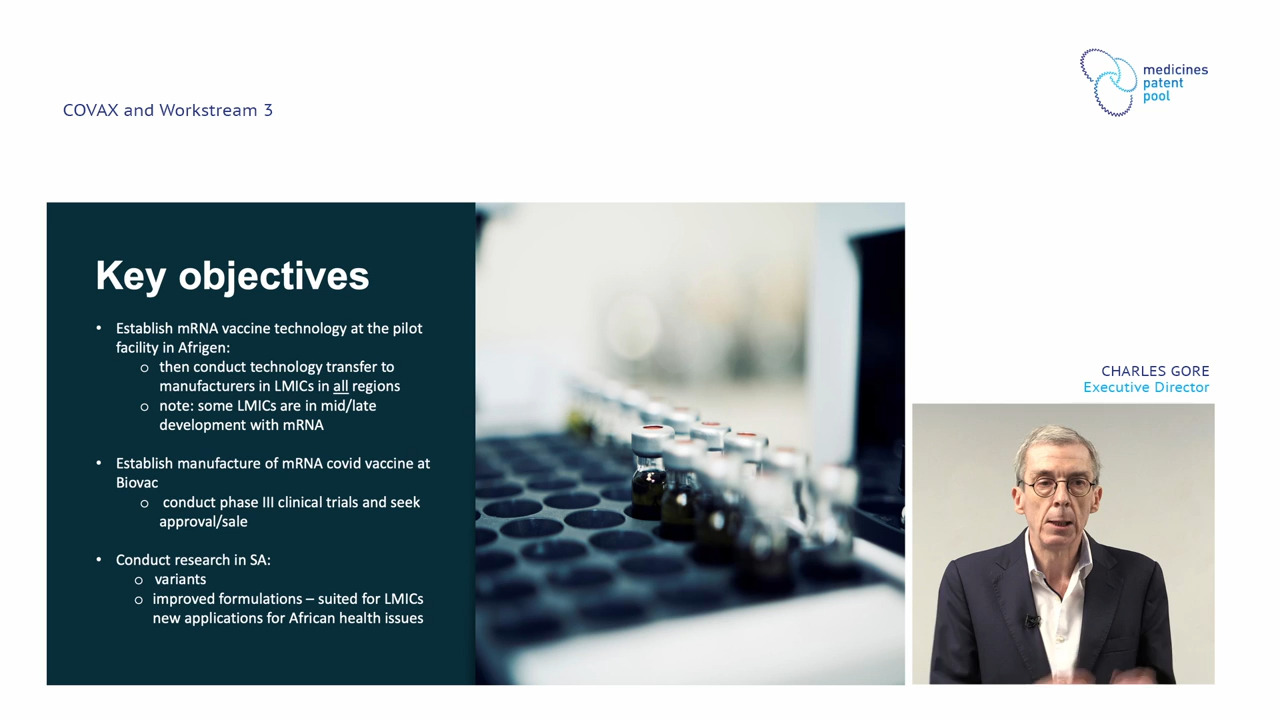 COVAX and Workstream 3
medicines
patent
pool
Key objectives
• Establish mRNA vaccine technology at the pilot
facility in Afrigen:
o then conduct technology transfer to
manufacturers in LMICs in all regions
o note: some LMICs are in mid/late
development with mRNA
• Establish manufacture of mRNA covid vaccine at
Biovac
o conduct phase III clinical trials and seek
approval/sale
• Conduct research in SA:
o variants
o improved formulations – suited for LMICs
new applications for African health issues
CHARLES GORE
Executive Director